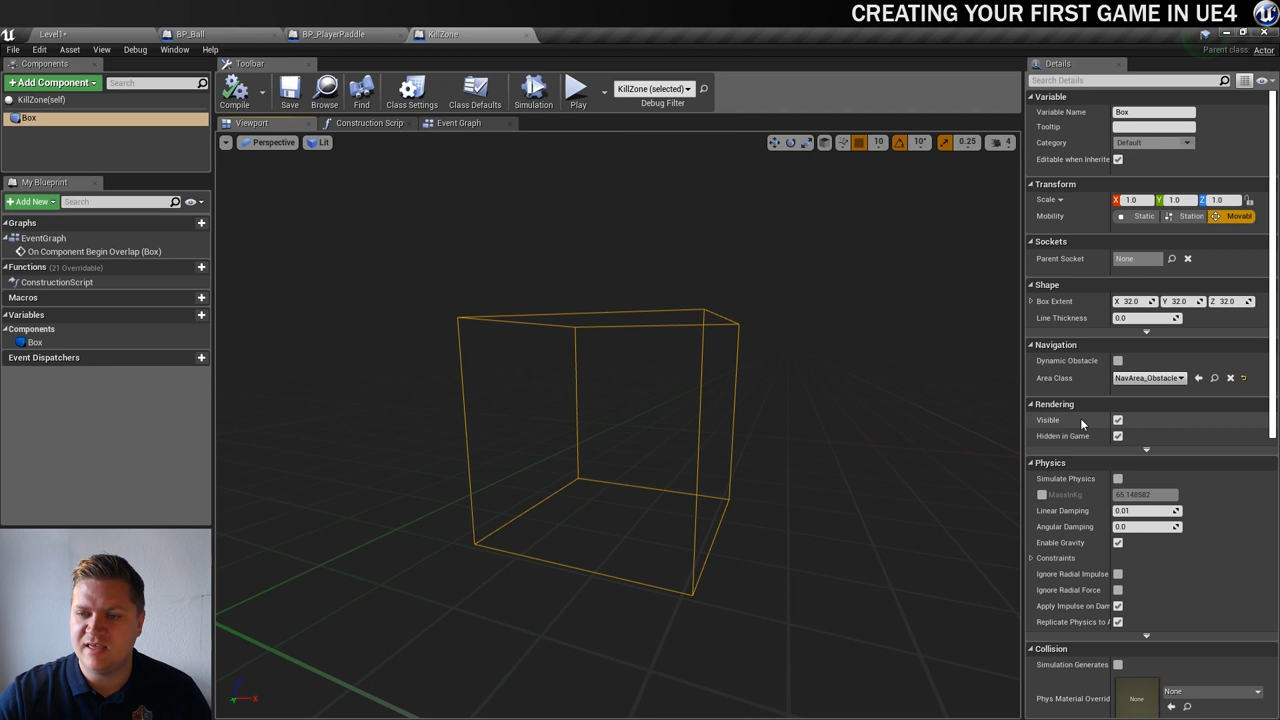 CREATING YOUR FIRST GAME IN UE4
Level1*
BP_Ball
BP_PlayerPaddle
KillZone
File Edit Asset View Debug Window Help
Parent class: Actor
Components
+Add Component
Search
KillZone(self)
Box
My Blueprint
+Add New
Search
Graphs
EventGraph
On Component Begin Overlap (Box)
Functions (21 Overridable)
ConstructionScript
Macros
Variables
Components
Box
Event Dispatchers
Toolbar
Compile
Save
Browse
Find
Class Settings
Class Defaults
Simulation
Play
KillZone (selected)
Debug Filter
Viewport
Construction Scrip
Event Graph
Perspective
Lit
10
10°
0.25
4
X
Y
Details
Search Details
Variable
Variable Name Box
Tooltip
Category Default
Editable when Inherite
Transform
Scale X 1.0 Y 1.0 Z 1.0
Mobility Static Station Movabl
Sockets
Parent Socket None
Shape
Box Extent X 32.0 Y 32.0 Z 32.0
Line Thickness 0.0
Navigation
Dynamic Obstacle
Area Class NavArea_Obstacle
Rendering
Visible
Hidden in Game
Physics
Simulate Physics
MassInKg 65.148582
Linear Damping 0.01
Angular Damping 0.0
Enable Gravity
Constraints
Ignore Radial Impulse
Ignore Radial Force
Apply Impulse on Dam
Replicate Physics to A
Collision
Simulation Generates
Phys Material Overrid None None